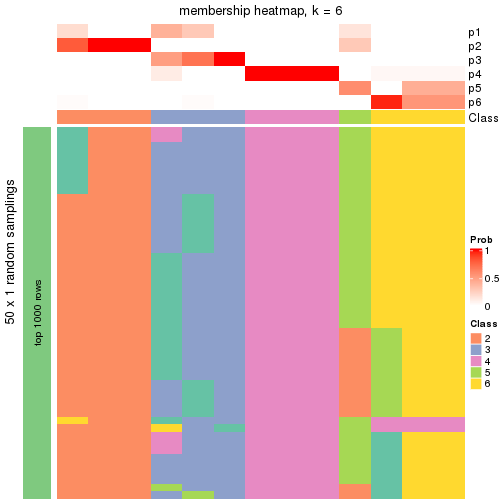 membership heatmap, k = 6
p1
p2
p3
p4
p5
p6
Class
50 x 1 random samplings
top 1000 rows
Prob
1
0.5
0
Class
2
3
4
5
6